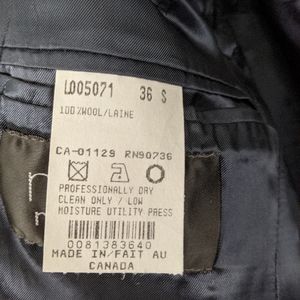 L005071 36 S
100%WOOL/LAINE
CA-01129 RN90736
PROFESSIONALLY DRY
CLEAN ONLY / LOW
MOISTURE UTILITY PRESS
0081383640
MADE IN/FAIT AU
CANADA